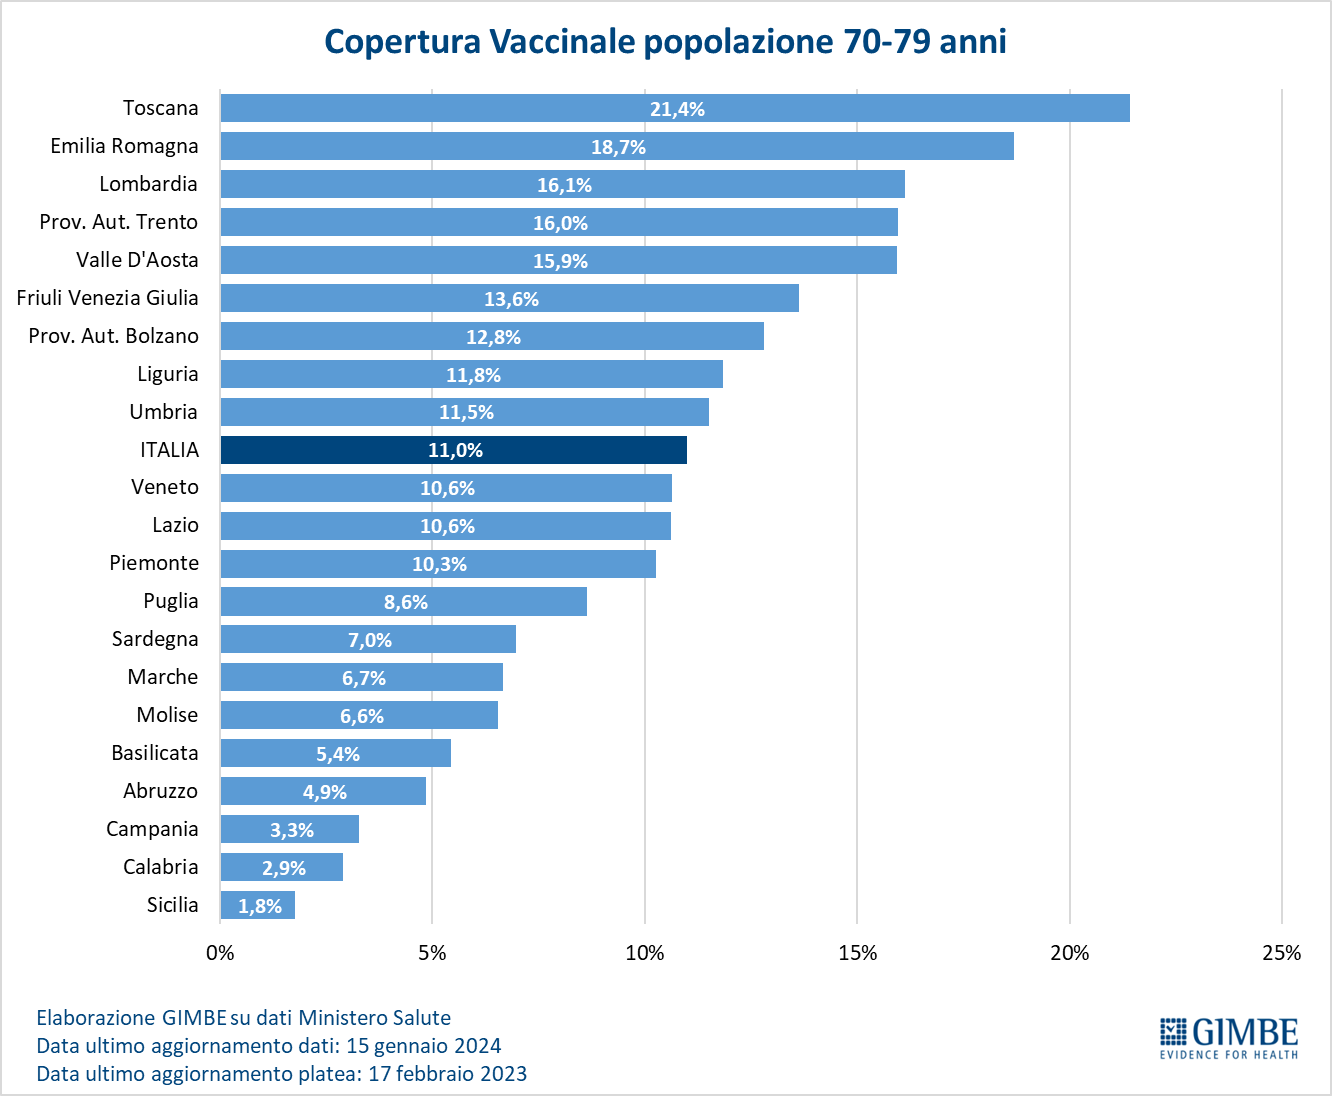 Copertura Vaccinale popolazione 70-79 anni
Toscana 21,4%
Emilia Romagna 18,7%
Lombardia 16,1%
Prov. Aut. Trento 16,0%
Valle D'Aosta 15,9%
Friuli Venezia Giulia 13,6%
Prov. Aut. Bolzano 12,8%
Liguria 11,8%
Umbria 11,5%
ITALIA 11,0%
Veneto 10,6%
Lazio 10,6%
Piemonte 10,3%
Puglia 8,6%
Sardegna 7,0%
Marche 6,7%
Molise 6,6%
Basilicata 5,4%
Abruzzo 4,9%
Campania 3,3%
Calabria 2,9%
Sicilia 1,8%
0% 5% 10% 15% 20% 25%
Elaborazione GIMBE su dati Ministero Salute
Data ultimo aggiornamento dati: 15 gennaio 2024
Data ultimo aggiornamento platea: 17 febbraio 2023
GIMBE
EVIDENCE FOR HEALTH